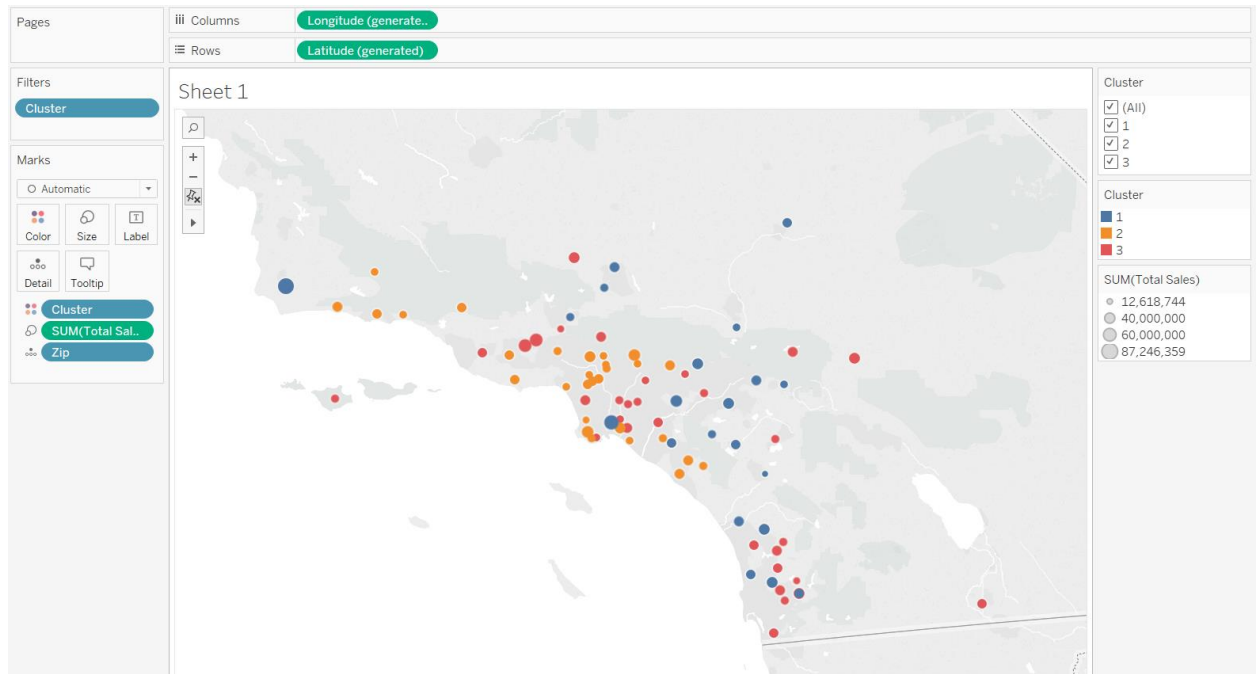 Pages
Columns
Longitude (generate..
Rows
Latitude (generated)
Filters
Cluster
Marks
Automatic
Color
Size
Label
Detail
Tooltip
Cluster
SUM(Total Sal..
Zip
Sheet 1
Cluster
(All)
1
2
3
Cluster
1
2
3
SUM(Total Sales)
12,618,744
40,000,000
60,000,000
87,246,359